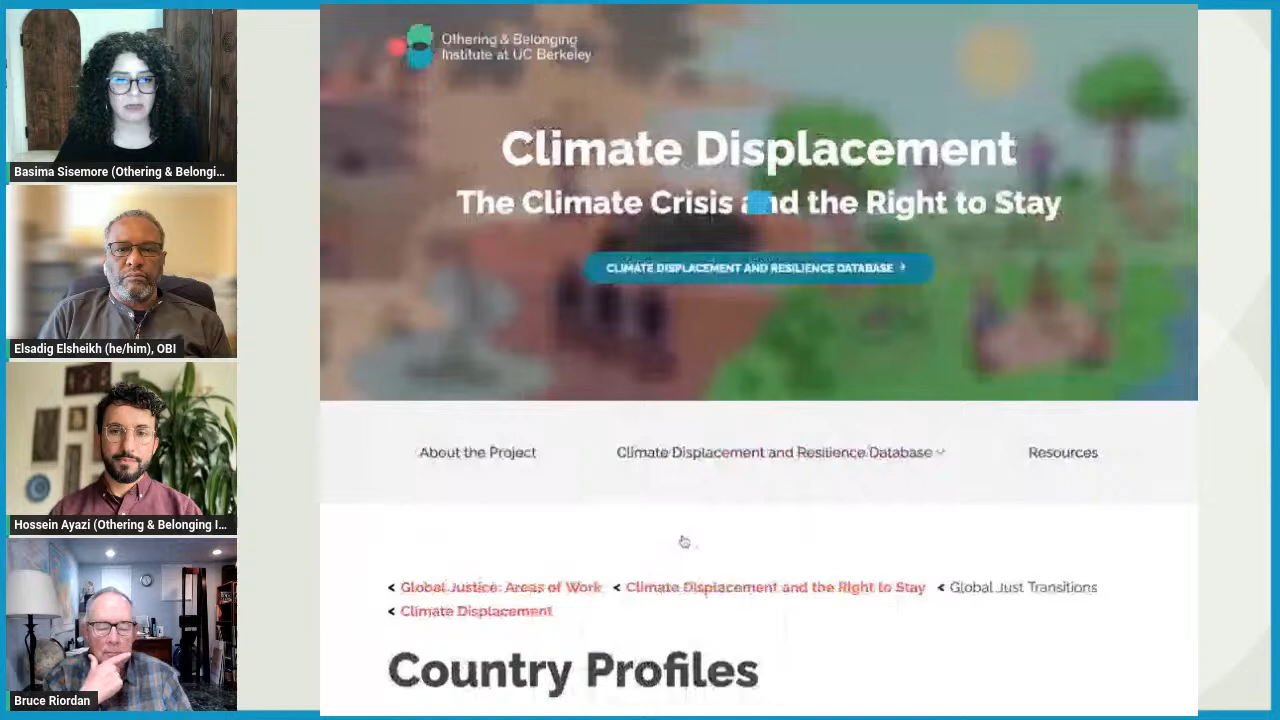 Basima Sisemore (Othering & Belongi...
Elsadig Elsheikh (he/him), OBI
Hossein Ayazi (Othering & Belonging I...
Bruce Riordan
Othering & Belonging
Institute at UC Berkeley
Climate Displacement
The Climate Crisis and the Right to Stay
CLIMATE DISPLACEMENT AND RESILIENCE DATABASE
About the Project
Climate Displacement and Resilience Database
Resources
< Global Justice: Areas of Work < Climate Displacement and the Right to Stay < Global Just Transitions
< Climate Displacement
Country Profiles